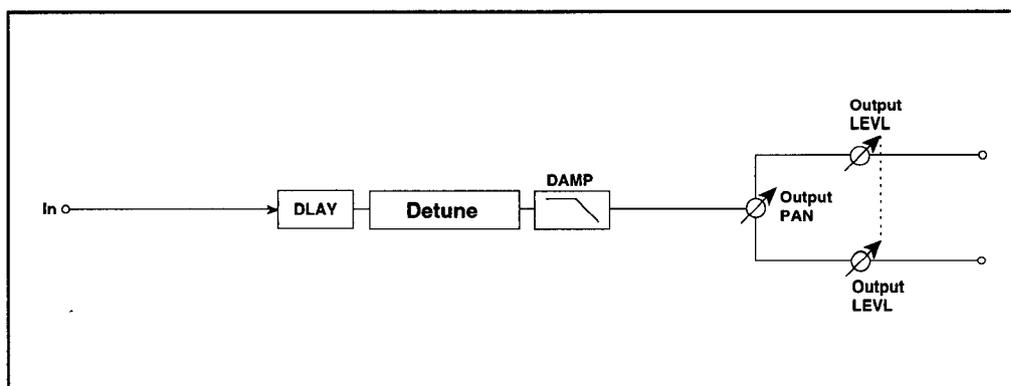 Output
LEVL
DAMP
In
DLAY
Detune
Output
PAN
Output
LEVL